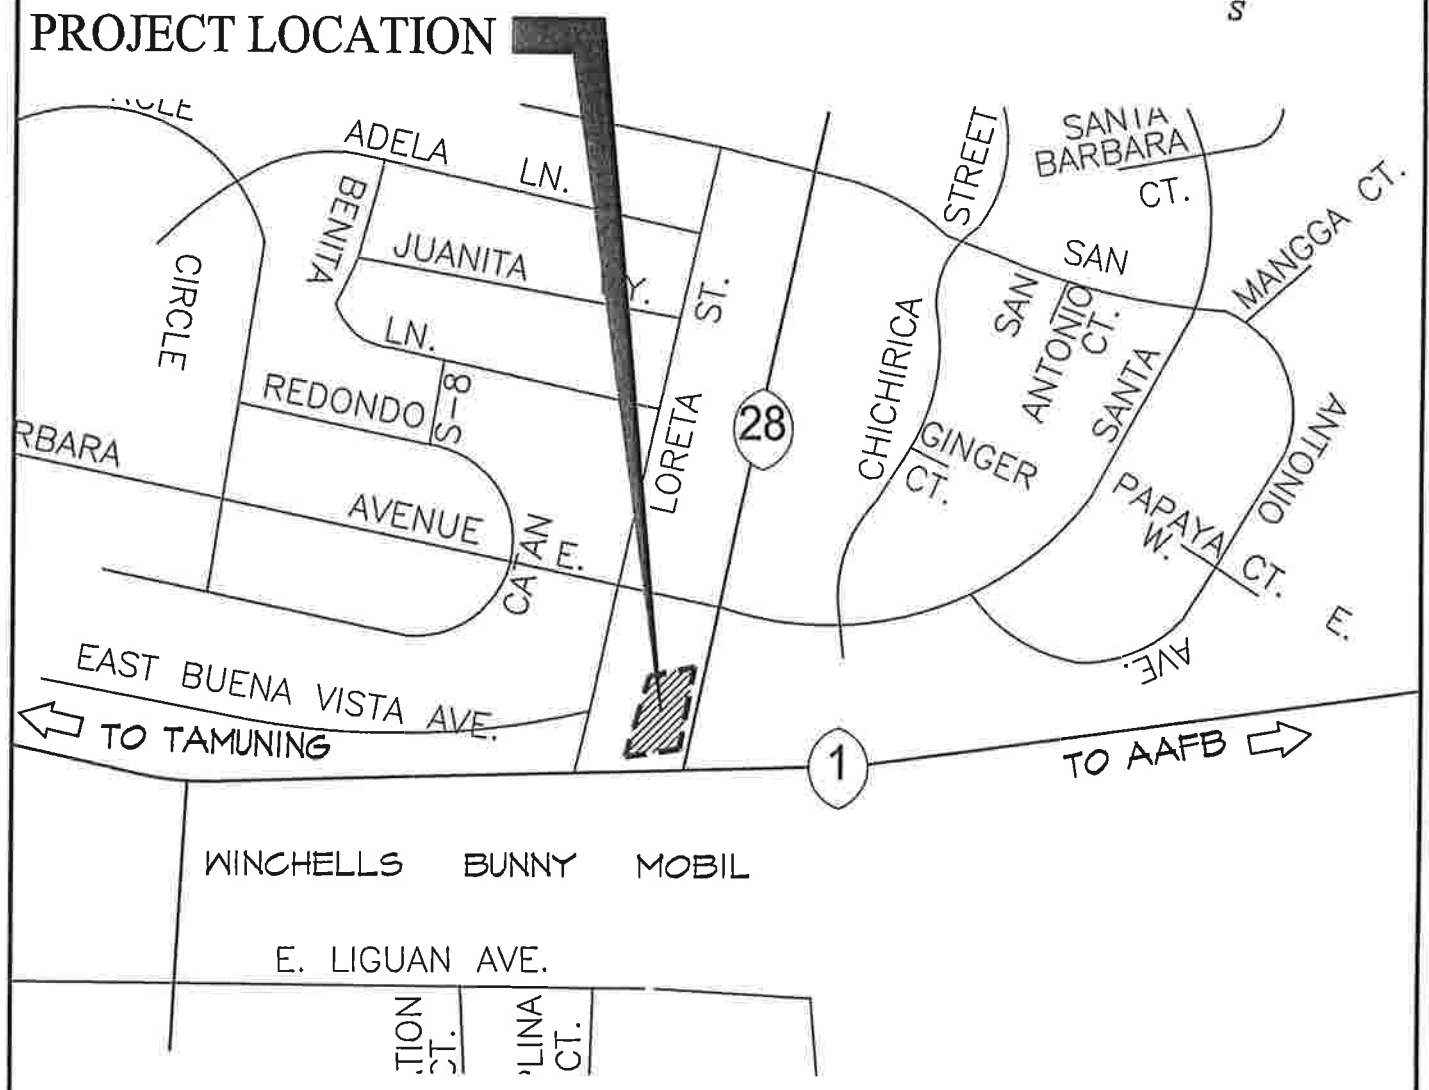 S
PROJECT LOCATION
ADELA LN.
BENITA
JUANITA Y.
LN.
CIRCLE
REDONDO
8-S
RBARA AVENUE E.
CATAN
LORETA ST.
28
STREET
CHICHIRICA
SANTA
BARBARA
CT.
MANGGA CT.
SAN
SAN
ANTONIO
CT.
SANTA
GINGER
CT.
ANTONIO
PAPAYA CT.
W.
E.
AVE.
EAST BUENA VISTA AVE.
TO TAMUNING
1
TO AAFB
WINCHELLS BUNNY MOBIL
E. LIGUAN AVE.
TION
CT.
LINA
CT.